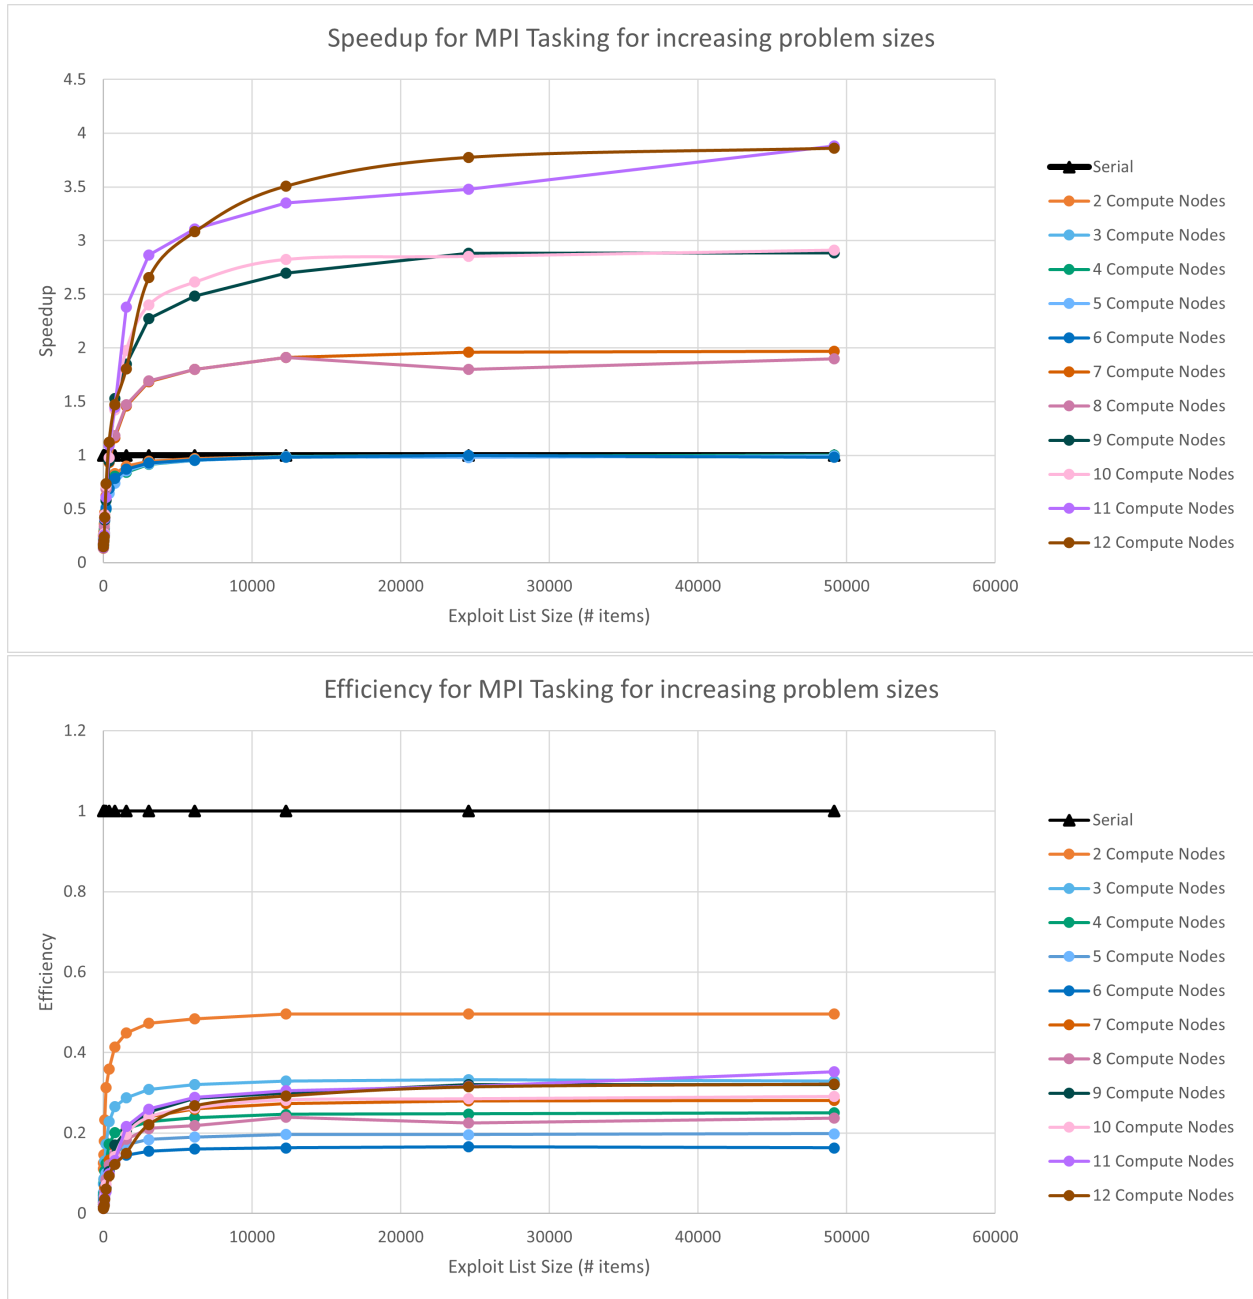 Speedup for MPI Tasking for increasing problem sizes
4.5
4
3.5
3
2.5
2
1.5
1
0.5
0
Speedup
0 10000 20000 30000 40000 50000 60000
Exploit List Size (# items)
Serial
2 Compute Nodes
3 Compute Nodes
4 Compute Nodes
5 Compute Nodes
6 Compute Nodes
7 Compute Nodes
8 Compute Nodes
9 Compute Nodes
10 Compute Nodes
11 Compute Nodes
12 Compute Nodes
Efficiency for MPI Tasking for increasing problem sizes
1.2
1
0.8
0.6
0.4
0.2
0
Efficiency
0 10000 20000 30000 40000 50000 60000
Exploit List Size (# items)
Serial
2 Compute Nodes
3 Compute Nodes
4 Compute Nodes
5 Compute Nodes
6 Compute Nodes
7 Compute Nodes
8 Compute Nodes
9 Compute Nodes
10 Compute Nodes
11 Compute Nodes
12 Compute Nodes